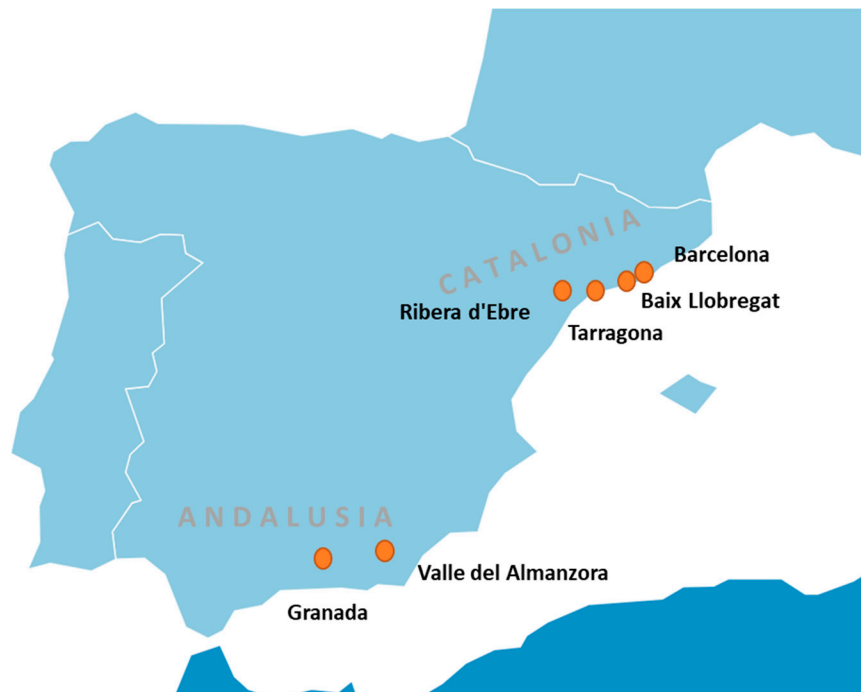 CATALONIA
Barcelona
Baix Llobregat
Ribera d'Ebre
Tarragona
ANDALUSIA
Valle del Almanzora
Granada